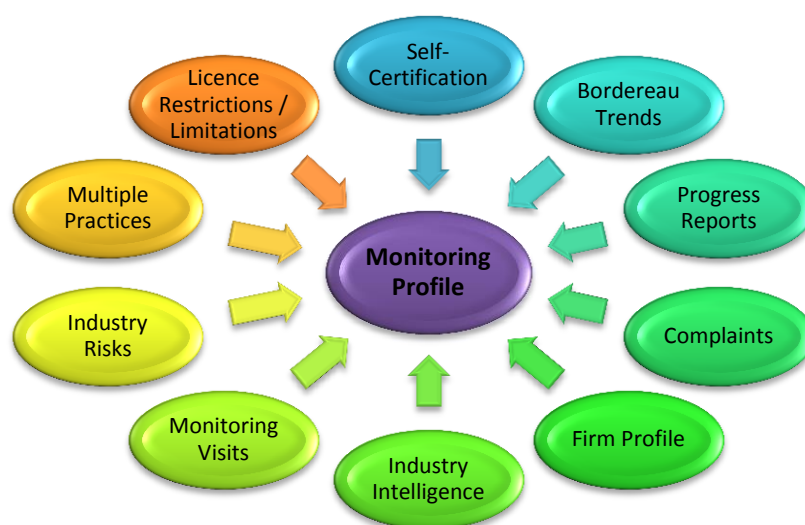 Self-
Certification
Bordereau
Trends
Progress
Reports
Complaints
Firm Profile
Industry
Intelligence
Monitoring
Visits
Industry
Risks
Multiple
Practices
Licence
Restrictions /
Limitations
Monitoring
Profile